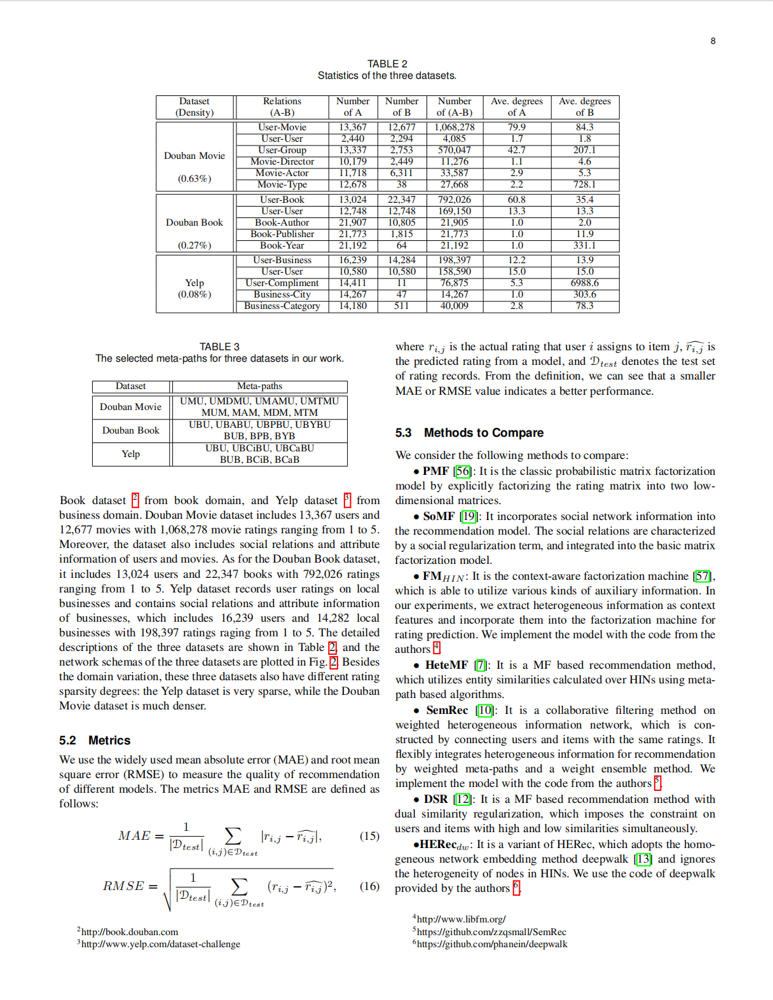 8
TABLE 2
Statistics of the three datasets.
Dataset (Density) Relations (A-B) Number of A Number of B Number of (A-B) Ave. degrees of A Ave. degrees of B
Douban Movie (0.63%) User-Movie 13,367 12,677 1,068,278 79.9 84.3
User-User 2,440 2,294 4,085 1.7 1.8
User-Group 13,337 2,753 570,047 42.7 207.1
Movie-Director 10,179 2,449 11,276 1.1 4.6
Movie-Actor 11,718 6,311 33,587 2.9 5.3
Movie-Type 12,678 38 27,668 2.2 728.1
Douban Book (0.27%) User-Book 13,024 22,347 792,026 60.8 35.4
User-User 12,748 12,748 169,150 13.3 13.3
Book-Author 21,907 10,805 21,905 1.0 2.0
Book-Publisher 21,773 1,815 21,773 1.0 11.9
Book-Year 21,192 64 21,192 1.0 331.1
Yelp (0.08%) User-Business 16,239 14,284 198,397 12.2 13.9
User-User 10,580 10,580 158,590 15.0 15.0
User-Compliment 14,411 11 76,875 5.3 6988.6
Business-City 14,267 47 14,267 1.0 303.6
Business-Category 14,180 511 40,009 2.8 78.3
TABLE 3
The selected meta-paths for three datasets in our work.
Dataset Meta-paths
Douban Movie UMU, UMDMU, UMAMU, UMTMU
MUM, MAM, MDM, MTM
Douban Book UBU, UBABU, UBPBU, UBYBU
BUB, BPB, BYB
Yelp UBU, UBCiBU, UBCaBU
BUB, BCiB, BCaB
Book dataset 2 from book domain, and Yelp dataset 3 from
business domain. Douban Movie dataset includes 13,367 users and
12,677 movies with 1,068,278 movie ratings ranging from 1 to 5.
Moreover, the dataset also includes social relations and attribute
information of users and movies. As for the Douban Book dataset,
it includes 13,024 users and 22,347 books with 792,026 ratings
ranging from 1 to 5. Yelp dataset records user ratings on local
businesses and contains social relations and attribute information
of businesses, which includes 16,239 users and 14,282 local
businesses with 198,397 ratings raging from 1 to 5. The detailed
descriptions of the three datasets are shown in Table 2, and the
network schemas of the three datasets are plotted in Fig. 2. Besides
the domain variation, these three datasets also have different rating
sparsity degrees: the Yelp dataset is very sparse, while the Douban
Movie dataset is much denser.
5.2 Metrics
We use the widely used mean absolute error (MAE) and root mean
square error (RMSE) to measure the quality of recommendation
of different models. The metrics MAE and RMSE are defined as
follows:
MAE = \frac{1}{|\mathcal{D}_{test}|} \sum_{(i,j)∈\mathcal{D}_{test}} |r_{i,j} − \widehat{r_{i,j}}|, (15)
RMSE = \sqrt{\frac{1}{|\mathcal{D}_{test}|} \sum_{(i,j)∈\mathcal{D}_{test}} (r_{i,j} − \widehat{r_{i,j}})^2}, (16)
2http://book.douban.com
3http://www.yelp.com/dataset-challenge
where r_{i,j} is the actual rating that user i assigns to item j, \widehat{r_{i,j}} is
the predicted rating from a model, and \mathcal{D}_{test} denotes the test set
of rating records. From the definition, we can see that a smaller
MAE or RMSE value indicates a better performance.
5.3 Methods to Compare
We consider the following methods to compare:
• PMF [56]: It is the classic probabilistic matrix factorization
model by explicitly factorizing the rating matrix into two low-
dimensional matrices.
• SoMF [19]: It incorporates social network information into
the recommendation model. The social relations are characterized
by a social regularization term, and integrated into the basic matrix
factorization model.
• FM_{HIN}: It is the context-aware factorization machine [57],
which is able to utilize various kinds of auxiliary information. In
our experiments, we extract heterogeneous information as context
features and incorporate them into the factorization machine for
rating prediction. We implement the model with the code from the
authors 4.
• HeteMF [7]: It is a MF based recommendation method,
which utilizes entity similarities calculated over HINs using meta-
path based algorithms.
• SemRec [10]: It is a collaborative filtering method on
weighted heterogeneous information network, which is con-
structed by connecting users and items with the same ratings. It
flexibly integrates heterogeneous information for recommendation
by weighted meta-paths and a weight ensemble method. We
implement the model with the code from the authors 5.
• DSR [12]: It is a MF based recommendation method with
dual similarity regularization, which imposes the constraint on
users and items with high and low similarities simultaneously.
•HERec_{dw}: It is a variant of HERec, which adopts the homo-
geneous network embedding method deepwalk [13] and ignores
the heterogeneity of nodes in HINs. We use the code of deepwalk
provided by the authors 6.
4http://www.libfm.org/
5https://github.com/zzqsmall/SemRec
6https://github.com/phanein/deepwalk